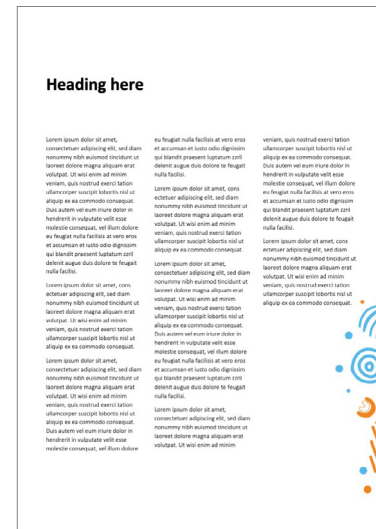 Heading here
Lorem ipsum dolor sit amet,
consectetuer adipiscing elit, sed diam
nonummy nibh euismod tincidunt ut
laoreet dolore magna aliquam erat
volutpat. Ut wisi enim ad minim
veniam, quis nostrud exerci tation
ullamcorper suscipit lobortis nisl ut
aliquip ex ea commodo consequat.
Duis autem vel eum iriure dolor in
hendrerit in vulputate velit esse
molestie consequat, vel illum dolore
eu feugiat nulla facilisis at vero eros
et accumsan et iusto odio dignissim
qui blandit praesent luptatum zzril
delenit augue duis dolore te feugait
nulla facilisi.
Lorem ipsum dolor sit amet, cons
ectetuer adipiscing elit, sed diam
nonummy nibh euismod tincidunt ut
laoreet dolore magna aliquam erat
volutpat. Ut wisi enim ad minim
veniam, quis nostrud exerci tation
ullamcorper suscipit lobortis nisl ut
aliquip ex ea commodo consequat.
Lorem ipsum dolor sit amet,
consectetuer adipiscing elit, sed diam
nonummy nibh euismod tincidunt ut
laoreet dolore magna aliquam erat
volutpat. Ut wisi enim ad minim
veniam, quis nostrud exerci tation
ullamcorper suscipit lobortis nisl ut
aliquip ex ea commodo consequat.
Duis autem vel eum iriure dolor in
hendrerit in vulputate velit esse
molestie consequat, vel illum dolore
eu feugiat nulla facilisis at vero eros
et accumsan et iusto odio dignissim
qui blandit praesent luptatum zzril
delenit augue duis dolore te feugait
nulla facilisi.
Lorem ipsum dolor sit amet, cons
ectetuer adipiscing elit, sed diam
nonummy nibh euismod tincidunt ut
laoreet dolore magna aliquam erat
volutpat. Ut wisi enim ad minim
veniam, quis nostrud exerci tation
ullamcorper suscipit lobortis nisl ut
aliquip ex ea commodo consequat.
Lorem ipsum dolor sit amet,
consectetuer adipiscing elit, sed diam
nonummy nibh euismod tincidunt ut
laoreet dolore magna aliquam erat
volutpat. Ut wisi enim ad minim
veniam, quis nostrud exerci tation
ullamcorper suscipit lobortis nisl ut
aliquip ex ea commodo consequat.
Duis autem vel eum iriure dolor in
hendrerit in vulputate velit esse
molestie consequat, vel illum dolore
eu feugiat nulla facilisis at vero eros
et accumsan et iusto odio dignissim
qui blandit praesent luptatum zzril
delenit augue duis dolore te feugait
nulla facilisi.
Lorem ipsum dolor sit amet,
consectetuer adipiscing elit, sed diam
nonummy nibh euismod tincidunt ut
laoreet dolore magna aliquam erat
volutpat. Ut wisi enim ad minim
veniam, quis nostrud exerci tation
ullamcorper suscipit lobortis nisl ut
aliquip ex ea commodo consequat.
Duis autem vel eum iriure dolor in
hendrerit in vulputate velit esse
molestie consequat, vel illum dolore
eu feugiat nulla facilisis at vero eros
et accumsan et iusto odio dignissim
qui blandit praesent luptatum zzril
delenit augue duis dolore te feugait
nulla facilisi.
Lorem ipsum dolor sit amet, cons
ectetuer adipiscing elit, sed diam
nonummy nibh euismod tincidunt ut
laoreet dolore magna aliquam erat
volutpat. Ut wisi enim ad minim
veniam, quis nostrud exerci tation
ullamcorper suscipit lobortis nisl ut
aliquip ex ea commodo consequat.